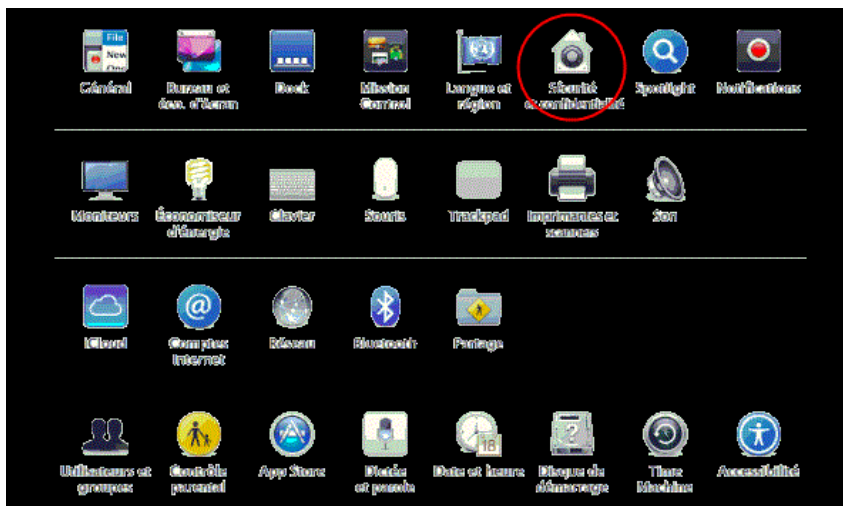 File
New
One
Général
Bureau et
éco. d'écran
Dock
Mission
Control
Langue et
région
Sécurité
et confidentialité
Spotlight
Notifications
Moniteurs
Économiseur
d'énergie
Clavier
Souris
Trackpad
Imprimantes et
scanners
Son
iCloud
@
Comptes
Internet
Réseau
Bluetooth
Partage
Utilisateurs et
groupes
Contrôle
parental
App Store
Dictée
et parole
18
Date et heure
?
Disque de
démarrage
Time
Machine
Accessibilité